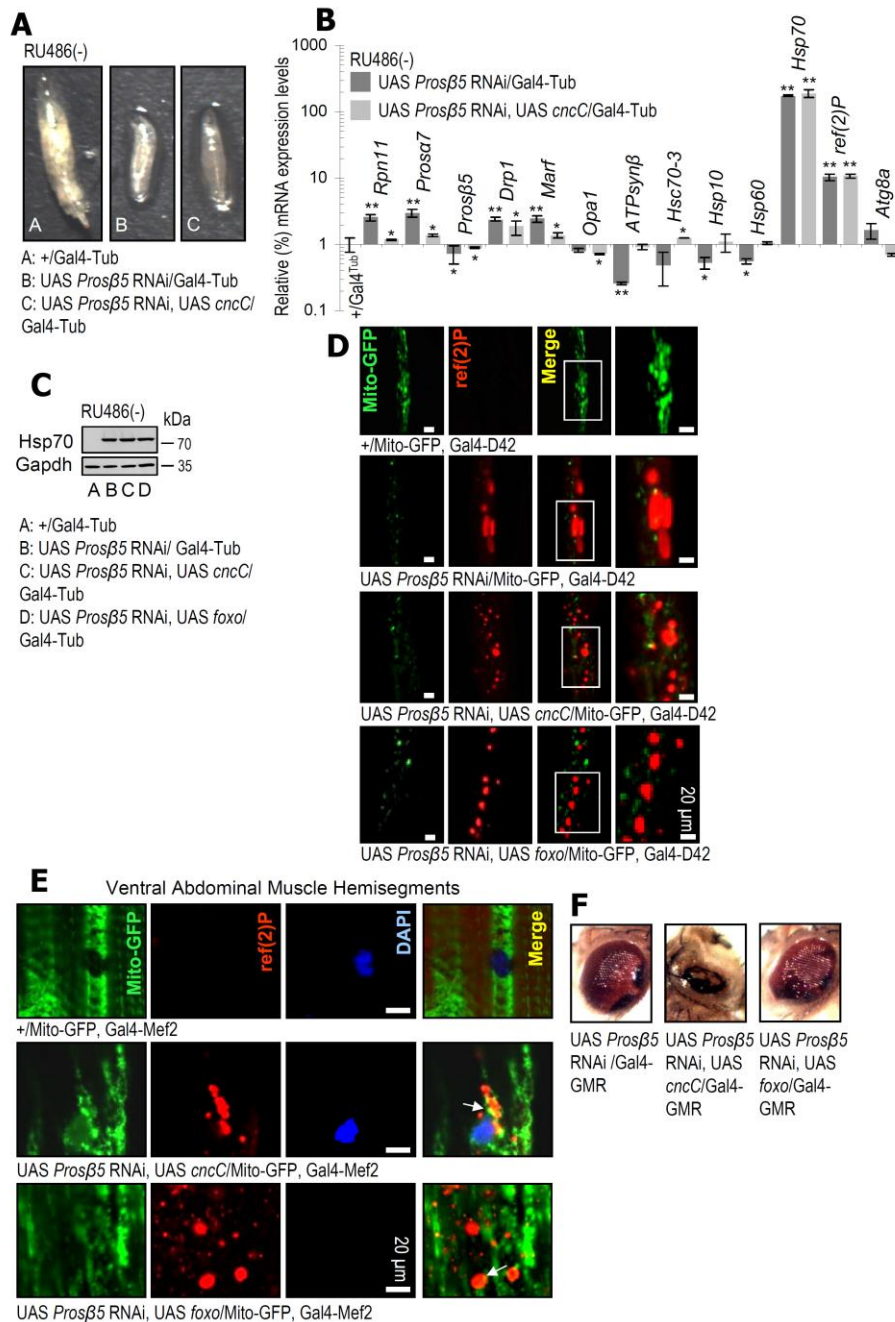 A
RU486(-)
A
B
C
A: +/Gal4-Tub
B: UAS Prosβ5 RNAi/Gal4-Tub
C: UAS Prosβ5 RNAi, UAS cncC/
Gal4-Tub
B
Relative (%) mRNA expression levels
1000
100
10
1
0.1
RU486(-)
UAS Prosβ5 RNAi/Gal4-Tub
UAS Prosβ5 RNAi, UAS cncC/Gal4-Tub
+/Gal4Tub
** Rpn11 *
** Prosα7 *
* Prosβ5 *
** Drp1 *
** Marf *
Opa1 *
** ATPsynβ
Hsc70-3 *
* Hsp10
* Hsp60
** Hsp70 **
** ref(2)P **
Atg8a
C
RU486(-)
kDa
Hsp70
70
Gapdh
35
A B C D
A: +/Gal4-Tub
B: UAS Prosβ5 RNAi/ Gal4-Tub
C: UAS Prosβ5 RNAi, UAS cncC/
Gal4-Tub
D: UAS Prosβ5 RNAi, UAS foxo/
Gal4-Tub
D
Mito-GFP
ref(2)P
Merge
+/Mito-GFP, Gal4-D42
UAS Prosβ5 RNAi/Mito-GFP, Gal4-D42
UAS Prosβ5 RNAi, UAS cncC/Mito-GFP, Gal4-D42
20 µm
UAS Prosβ5 RNAi, UAS foxo/Mito-GFP, Gal4-D42
E
Ventral Abdominal Muscle Hemisegments
Mito-GFP
ref(2)P
DAPI
Merge
+/Mito-GFP, Gal4-Mef2
UAS Prosβ5 RNAi, UAS cncC/Mito-GFP, Gal4-Mef2
20 µm
UAS Prosβ5 RNAi, UAS foxo/Mito-GFP, Gal4-Mef2
F
UAS Prosβ5
RNAi /Gal4-
GMR
UAS Prosβ5
RNAi, UAS
cncC/Gal4-
GMR
UAS Prosβ5
RNAi, UAS
foxo/Gal4-
GMR